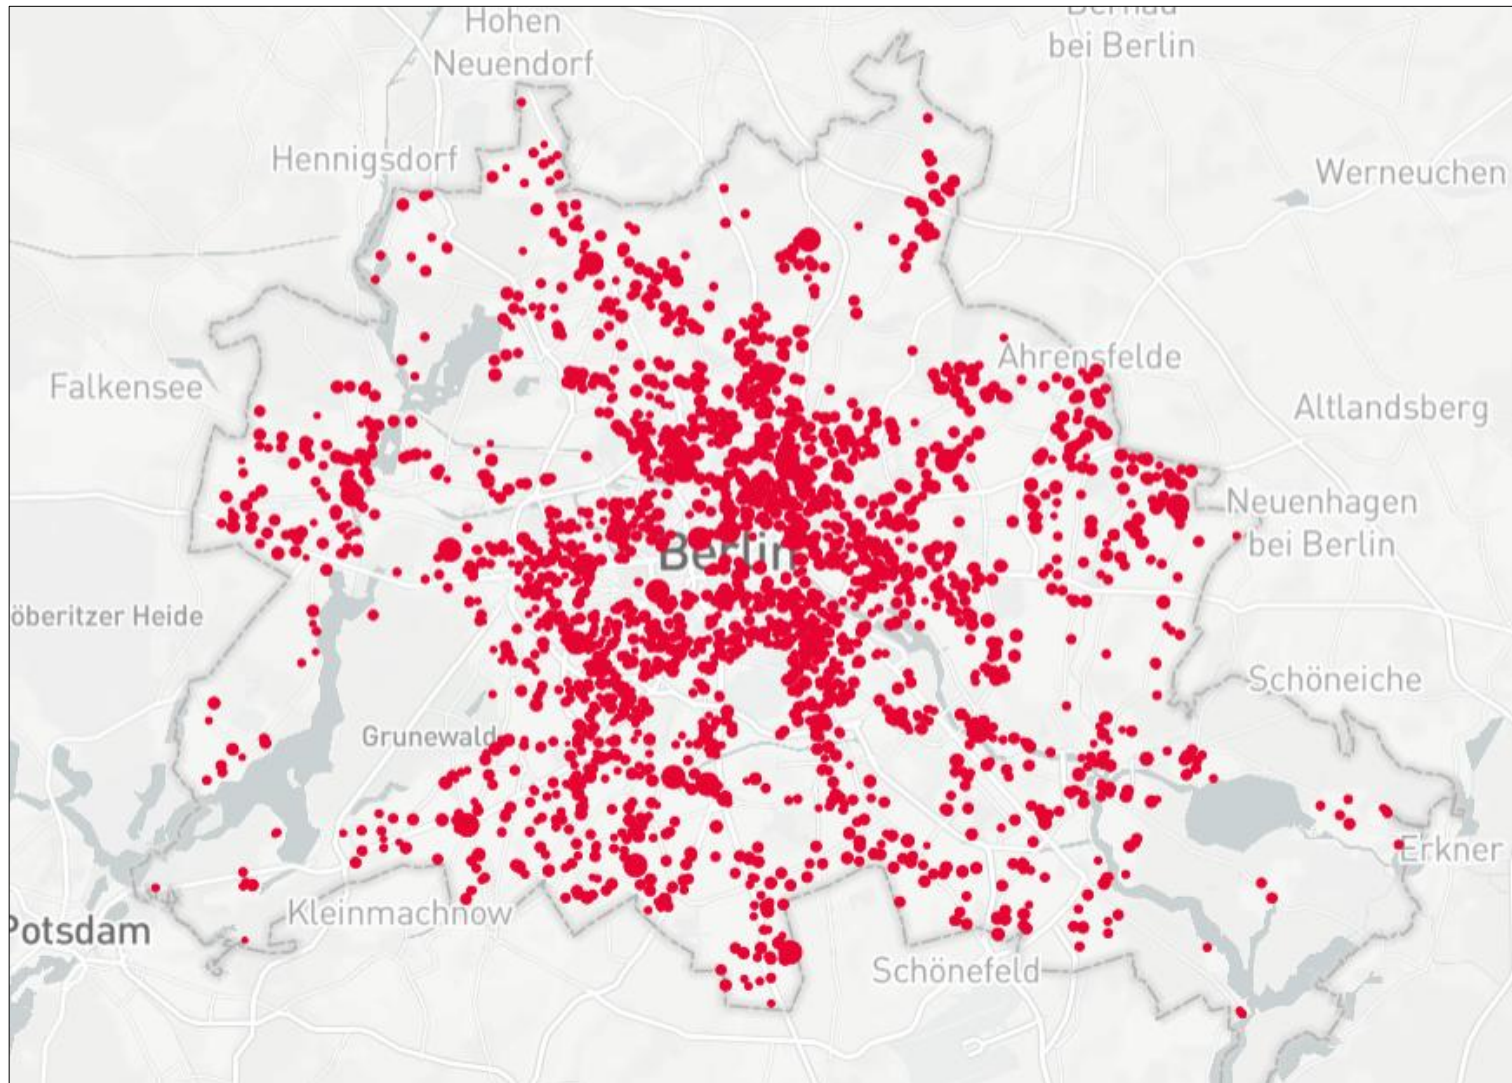 Hohen
Neuendorf
bei Berlin
Hennigsdorf
Werneuchen
Ahrensfelde
Falkensee
Altlandsberg
Neuenhagen
bei Berlin
Berlin
öberitzer Heide
Schöneiche
Grunewald
Erkner
Kleinmachnow
Potsdam
Schönefeld